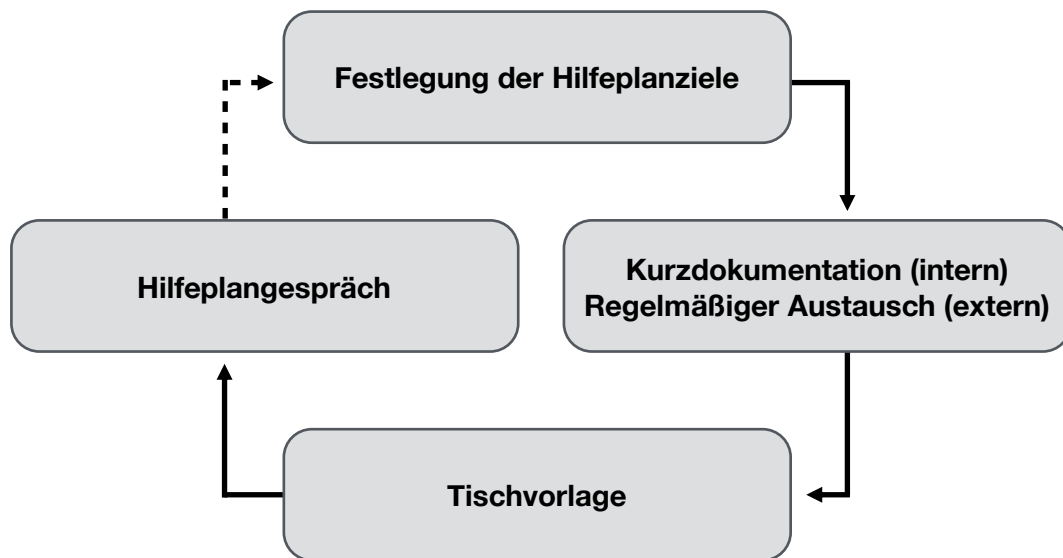 Festlegung der Hilfeplanziele
Kurzdokumentation (intern)
Regelmäßiger Austausch (extern)
Hilfeplangespräch
Tischvorlage